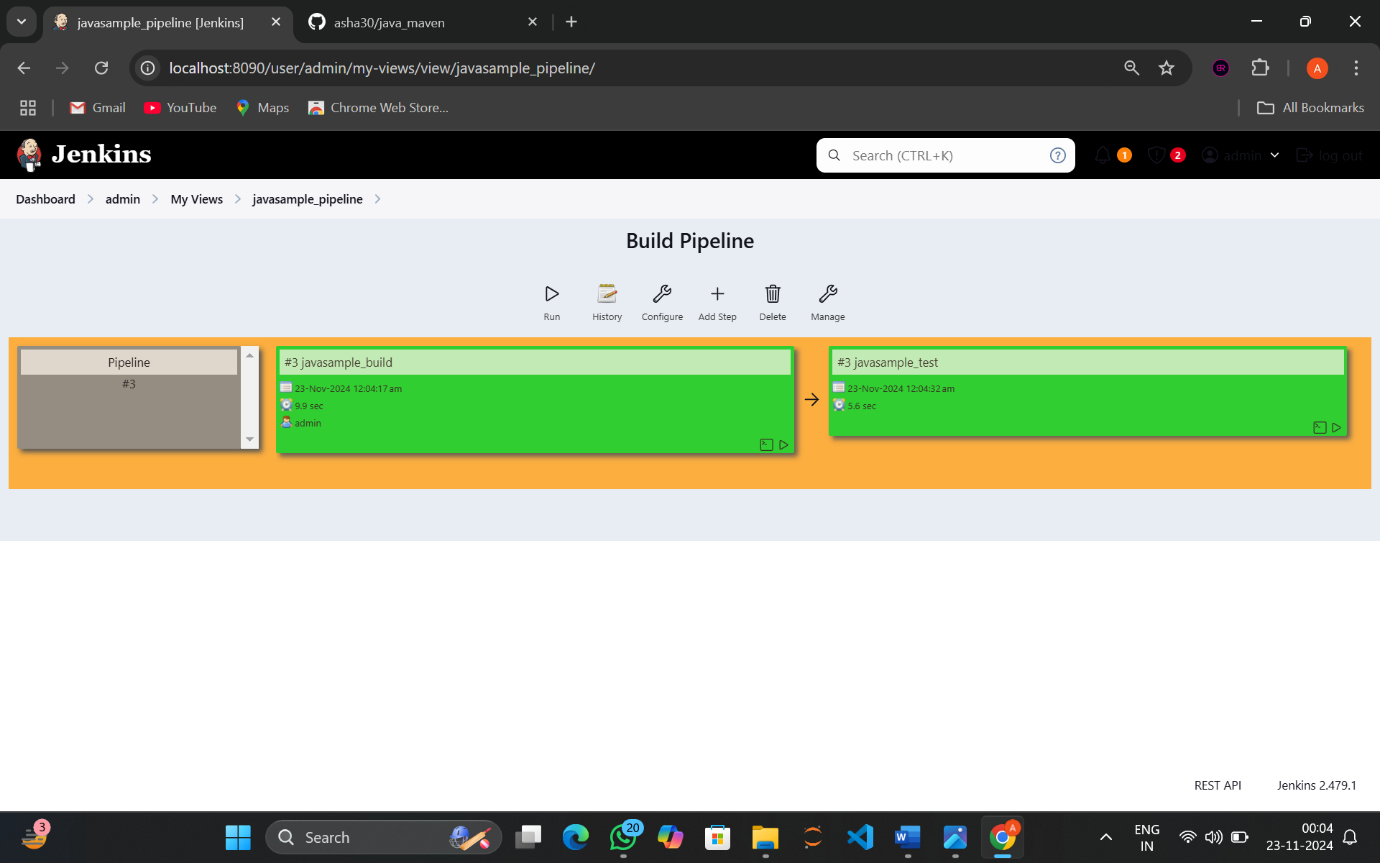 javasample_pipeline [Jenkins]
asha30/java_maven
localhost:8090/user/admin/my-views/view/javasample_pipeline/
A
Gmail
YouTube
Maps
Chrome Web Store...
All Bookmarks
Jenkins
Search (CTRL+K)
?
1
2
admin
log out
Dashboard
admin
My Views
javasample_pipeline
Build Pipeline
Run
History
Configure
Add Step
Delete
Manage
Pipeline
#3
#3 javasample_build
23-Nov-2024 12:04:17 am
9.9 sec
admin
#3 javasample_test
23-Nov-2024 12:04:32 am
5.6 sec
REST API
Jenkins 2.479.1
3
Search
20
W
A
ENG
IN
00:04
23-11-2024